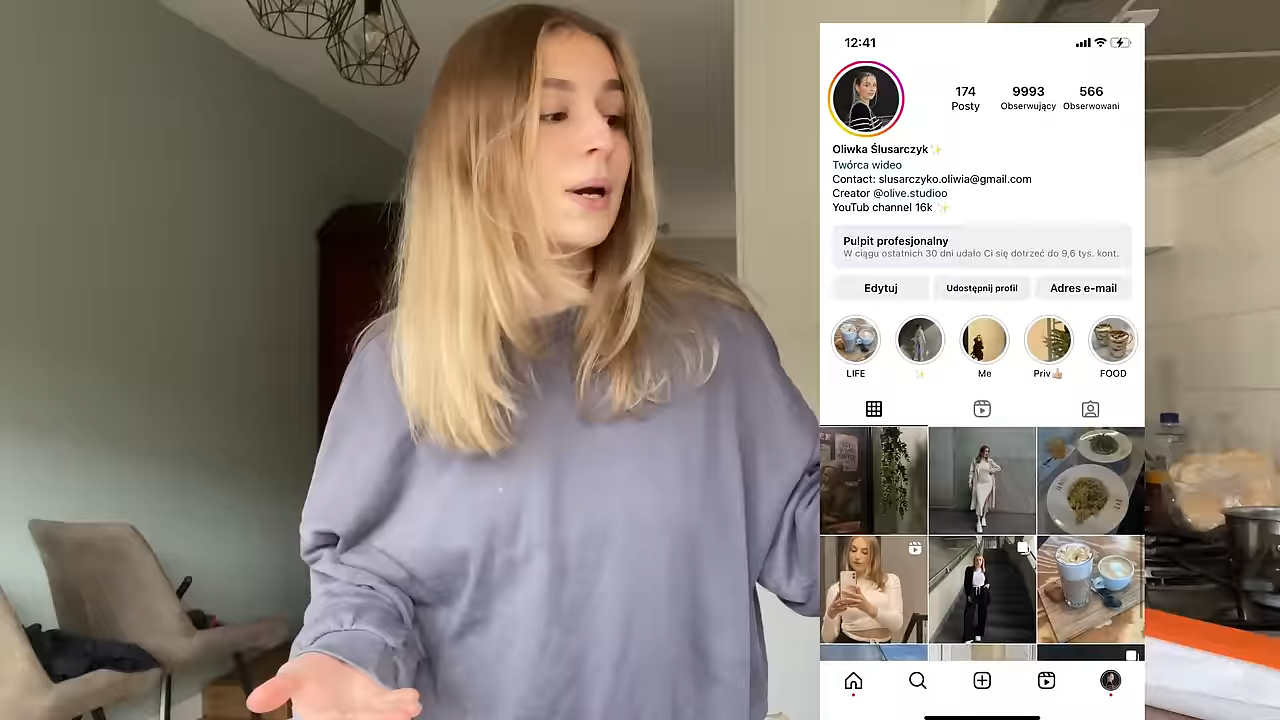 12:41
174 9993 566
Posty Obserwujący Obserwowani
Oliwka Ślusarczyk✨
Twórca wideo
Contact: slusarczyko.oliwia@gmail.com
Creator @olive.studioo
YouTub channel 16k ✨
Pulpit profesjonalny
W ciągu ostatnich 30 dni udało Ci się dotrzeć do 9,6 tys. kont.
Edytuj Udostępnij profil Adres e-mail
LIFE ✨ Me Priv👍🏻 FOOD